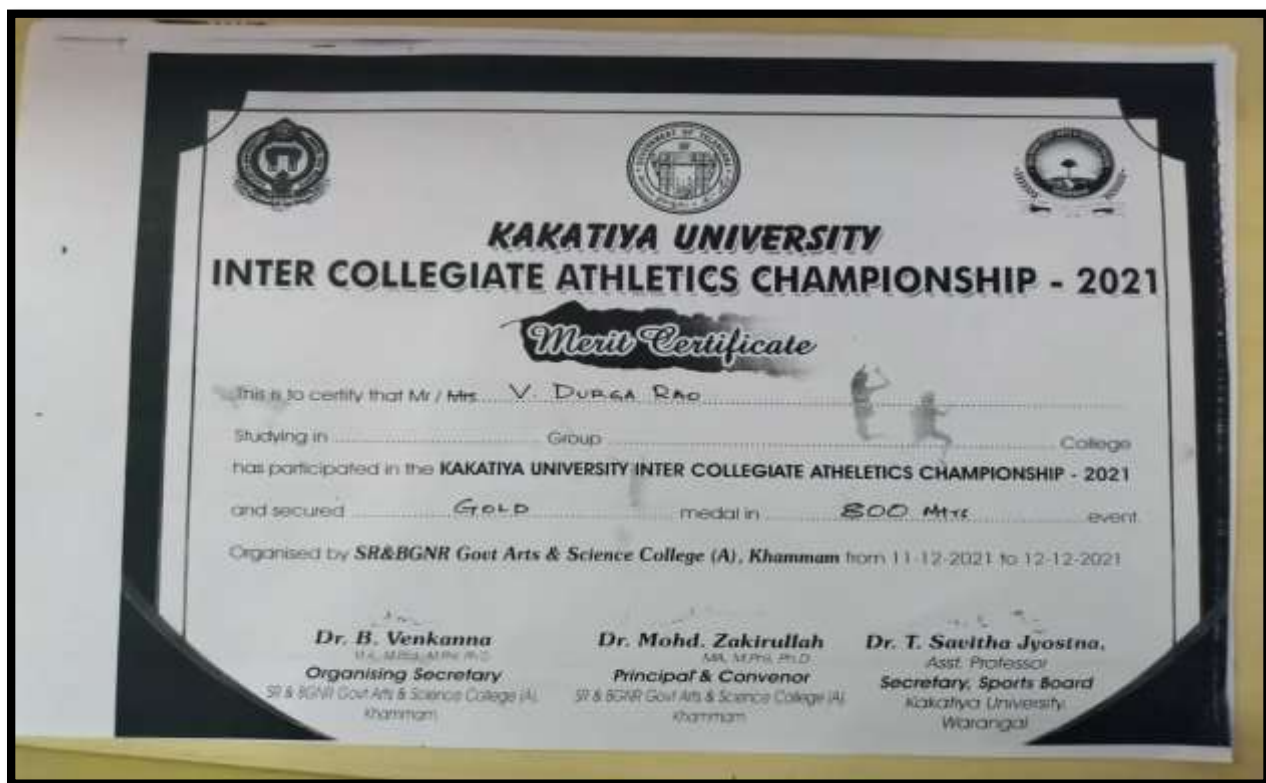 GOVERNMENT OF TELANGANA
KAKATIYA UNIVERSITY
INTER COLLEGIATE ATHLETICS CHAMPIONSHIP - 2021
Merit Certificate
This is to certify that Mr / Mrs V. DURGA RAO
Studying in Group College
has participated in the KAKATIYA UNIVERSITY INTER COLLEGIATE ATHELETICS CHAMPIONSHIP - 2021
and secured GOLD medal in 800 Mtrs event
Organised by SR&BGNR Govt Arts & Science College (A), Khammam from 11-12-2021 to 12-12-2021
Dr. B. Venkanna Dr. Mohd. Zakirullah Dr. T. Savitha Jyostna,
MA, M.Phil, Ph.D Asst. Professor
Organising Secretary Principal & Convenor Secretary, Sports Board
SR & BGNR Govt Arts & Science College (A), SR & BGNR Govt Arts & Science College (A), Kakatiya University
Khammam Khammam Warangal